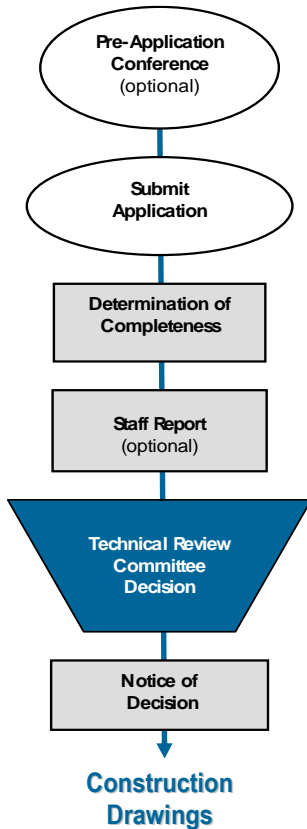 Pre-Application
Conference
(optional)
Submit
Application
Determination of
Completeness
Staff Report
(optional)
Technical Review
Committee
Decision
Notice of
Decision
Construction
Drawings